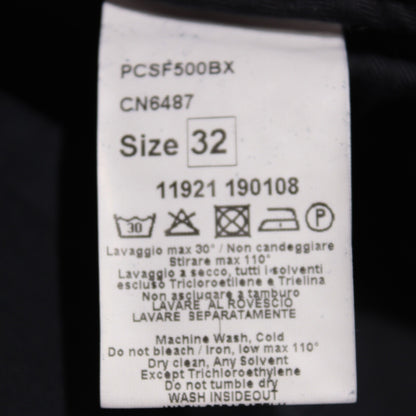 PCSF500BX
CN6487
Size 32
11921 190108
30 P
Lavaggio max 30° / Non candeggiare
Stirare max 110°
Lavaggio a secco, tutti i solventi
escluso Tricloroetilene e Trielina
Non asciugare a tamburo
LAVARE AL ROVESCIO
LAVARE SEPARATAMENTE
Machine Wash, Cold
Do not bleach / Iron, low max 110°
Dry clean, Any Solvent
Except Trichloroethylene
Do not tumble dry
WASH INSIDEOUT
WASH SEPARATELY